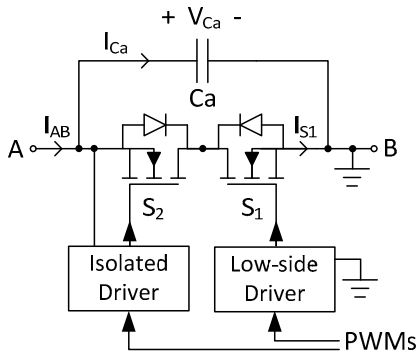 + V_Ca -
I_Ca
Ca
I_AB
I_S1
A
B
S_2
S_1
Isolated
Driver
Low-side
Driver
PWMs